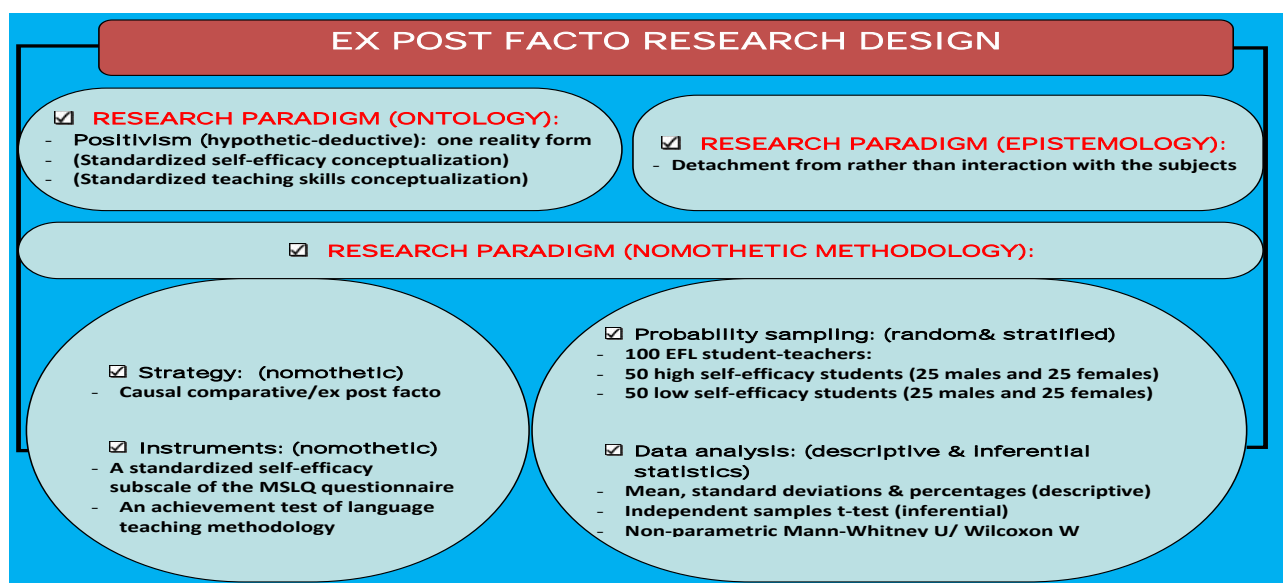 EX POST FACTO RESEARCH DESIGN
RESEARCH PARADIGM (ONTOLOGY):
- Positivism (hypothetic-deductive): one reality form
- (Standardized self-efficacy conceptualization)
- (Standardized teaching skills conceptualization)
RESEARCH PARADIGM (EPISTEMOLOGY):
- Detachment from rather than interaction with the subjects
RESEARCH PARADIGM (NOMOTHETIC METHODOLOGY):
Strategy: (nomothetic)
- Causal comparative/ex post facto
Instruments: (nomothetic)
- A standardized self-efficacy
subscale of the MSLQ questionnaire
- An achievement test of language
teaching methodology
Probability sampling: (random& stratified)
- 100 EFL student-teachers:
- 50 high self-efficacy students (25 males and 25 females)
- 50 low self-efficacy students (25 males and 25 females)
Data analysis: (descriptive & inferential
statistics)
- Mean, standard deviations & percentages (descriptive)
- Independent samples t-test (inferential)
- Non-parametric Mann-Whitney U/ Wilcoxon W